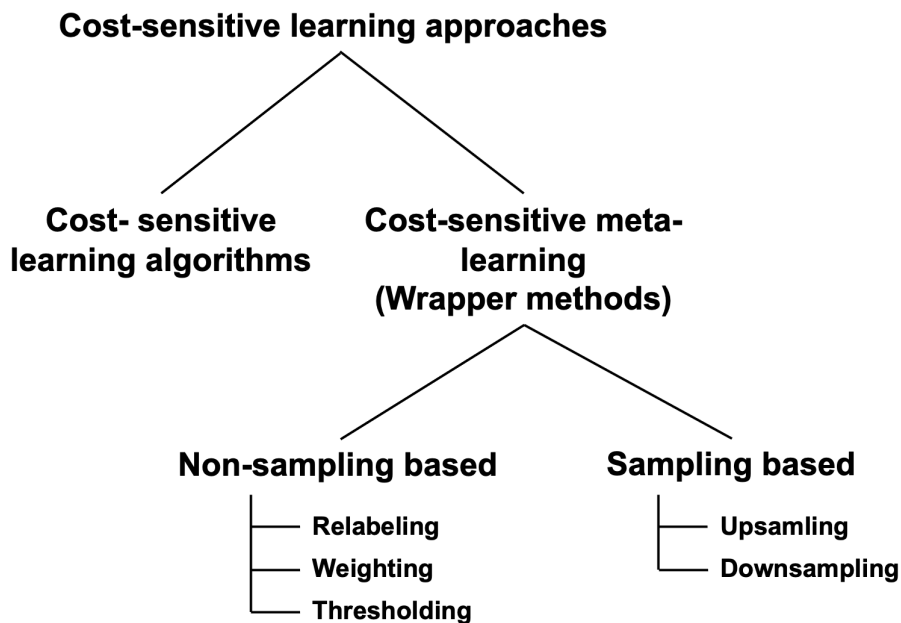 Cost-sensitive learning approaches
Cost- sensitive
learning algorithms
Cost-sensitive meta-
learning
(Wrapper methods)
Non-sampling based
Relabeling
Weighting
Thresholding
Sampling based
Upsamling
Downsampling